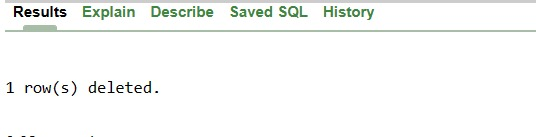 Results Explain Describe Saved SQL History
1 row(s) deleted.